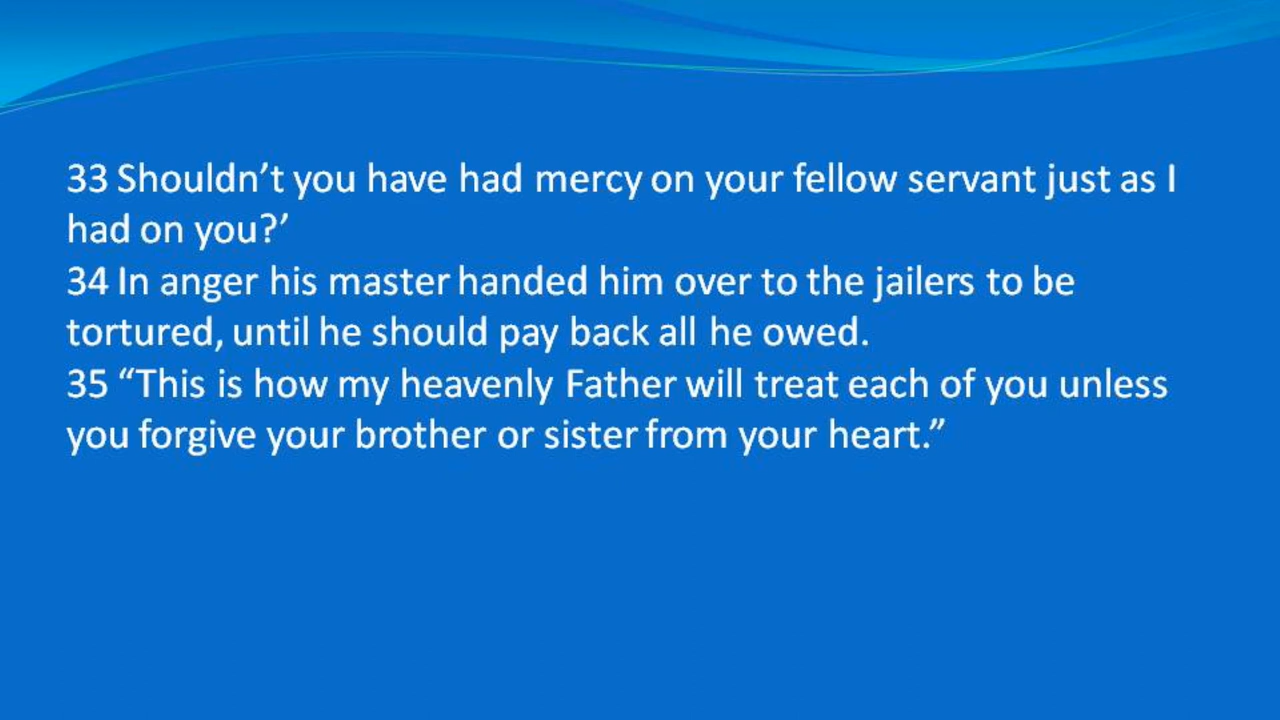 33 Shouldn’t you have had mercy on your fellow servant just as I
had on you?’
34 In anger his master handed him over to the jailers to be
tortured, until he should pay back all he owed.
35 “This is how my heavenly Father will treat each of you unless
you forgive your brother or sister from your heart.”